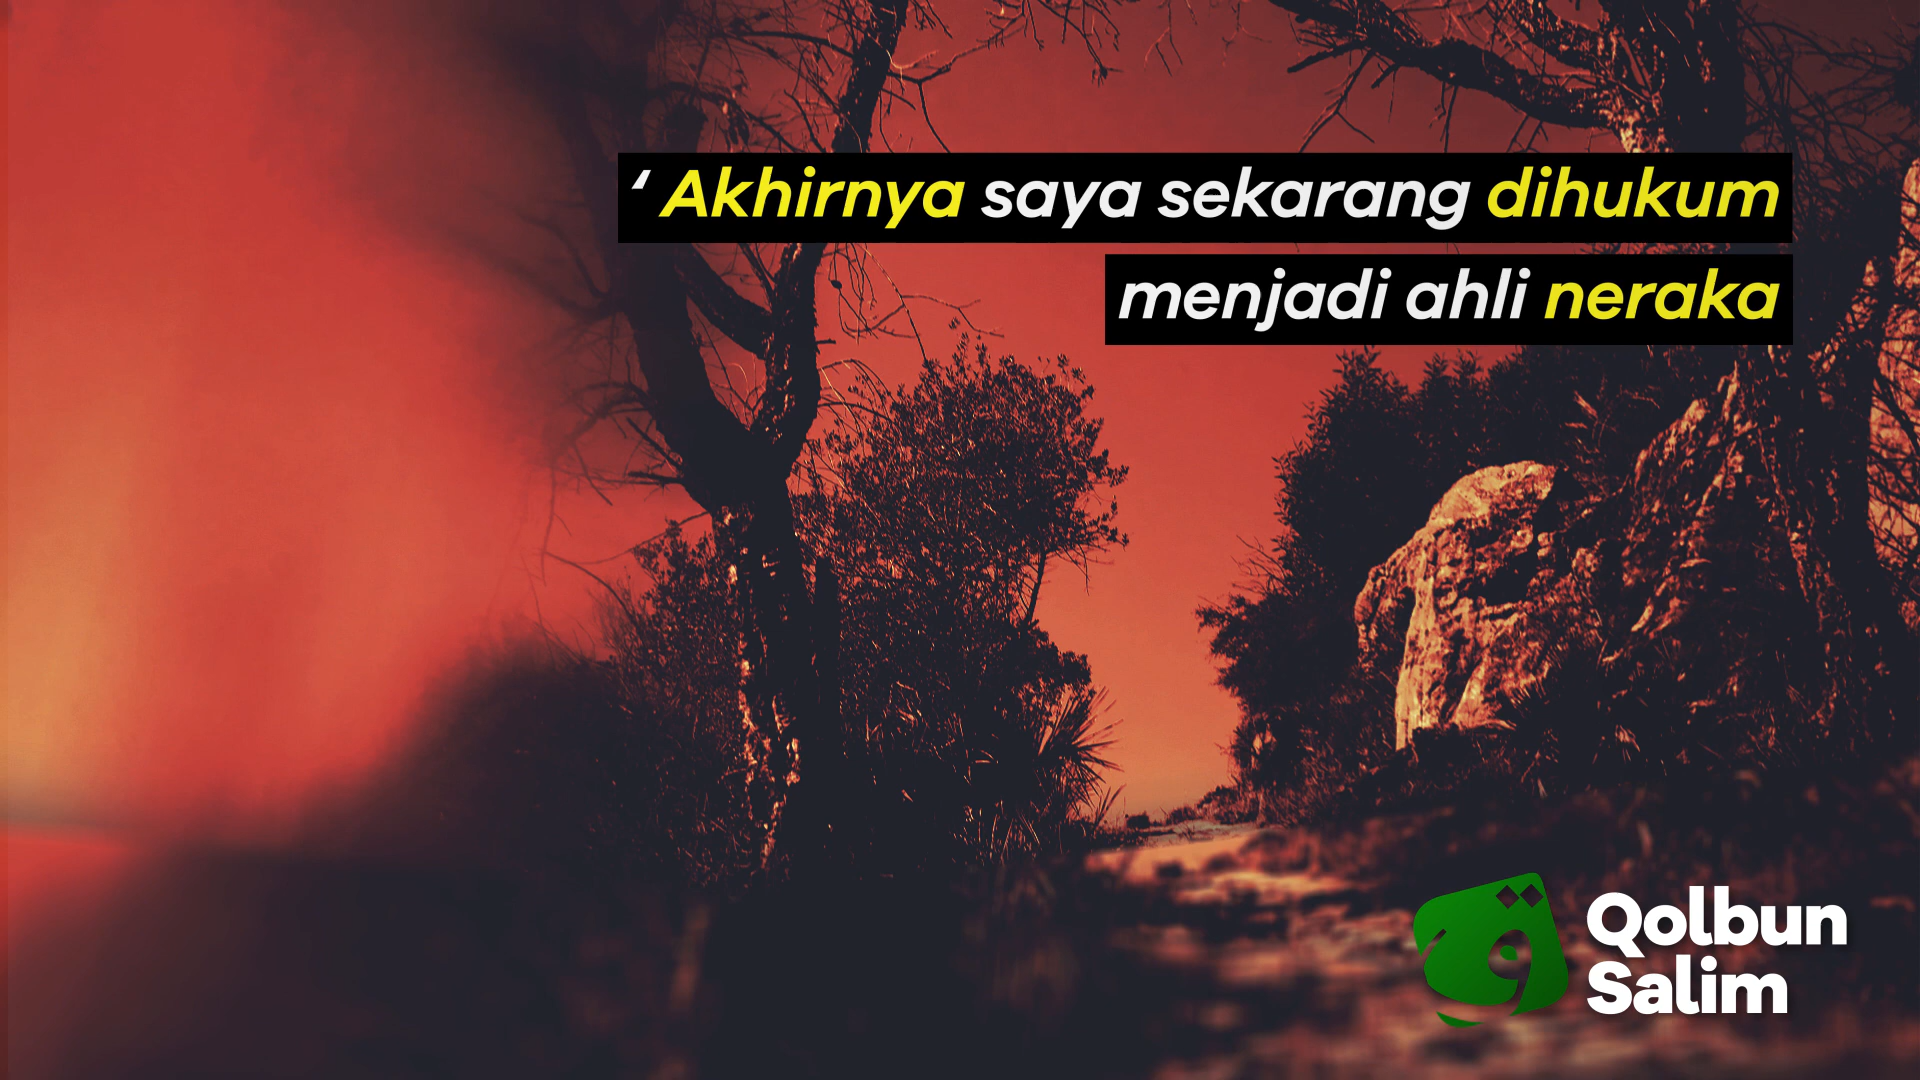 ‘ Akhirnya saya sekarang dihukum
menjadi ahli neraka
Qolbun
Salim